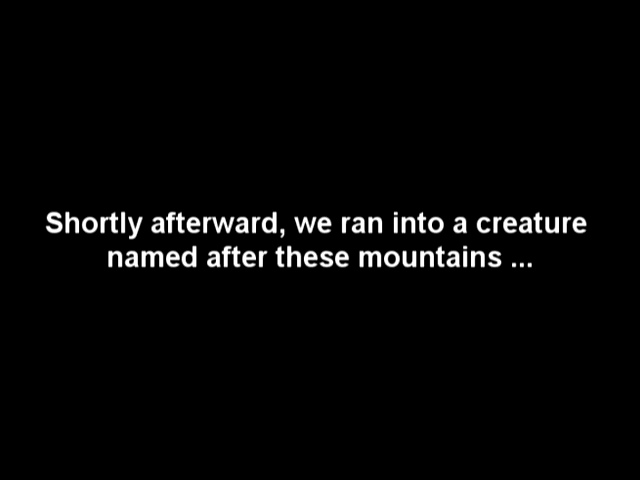 Shortly afterward, we ran into a creature
named after these mountains ...